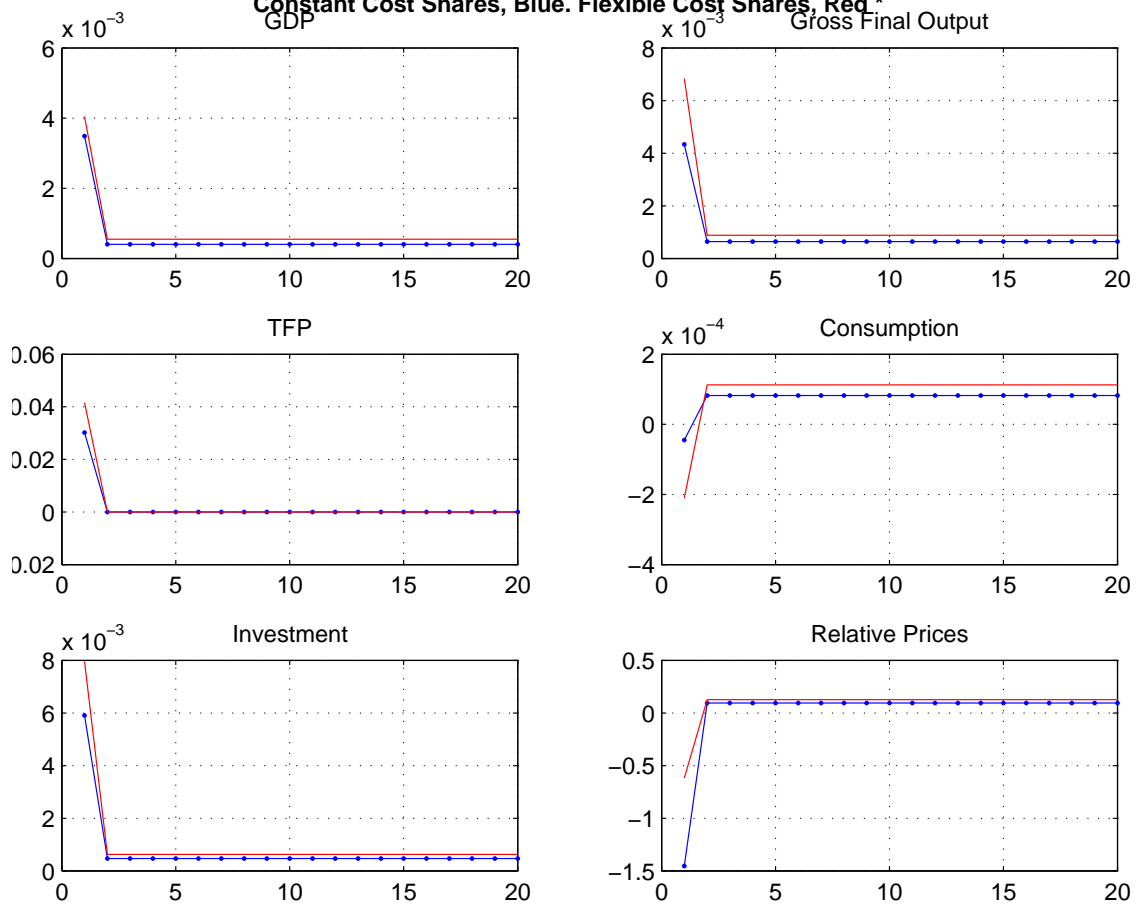 Constant Cost Shares, Blue. Flexible Cost Shares, Red *
x 10^−3 GDP
6
4
2
0
0 5 10 15 20
x 10^−3 Gross Final Output
8
6
4
2
0
0 5 10 15 20
TFP
0.06
0.04
0.02
0
0.02
0 5 10 15 20
x 10^−4 Consumption
2
0
−2
−4
0 5 10 15 20
x 10^−3 Investment
8
6
4
2
0
0 5 10 15 20
Relative Prices
0.5
0
−0.5
−1
−1.5
0 5 10 15 20